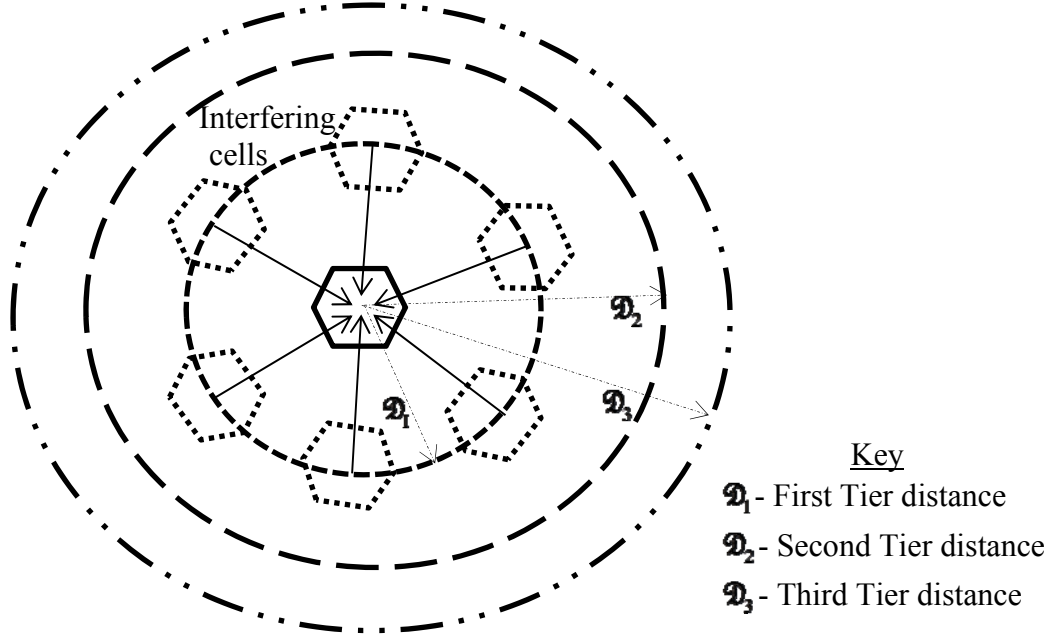 Interfering
cells
𝕯₂
𝕯₁
𝕯₃
Key
𝕯₁ - First Tier distance
𝕯₂ - Second Tier distance
𝕯₃ - Third Tier distance